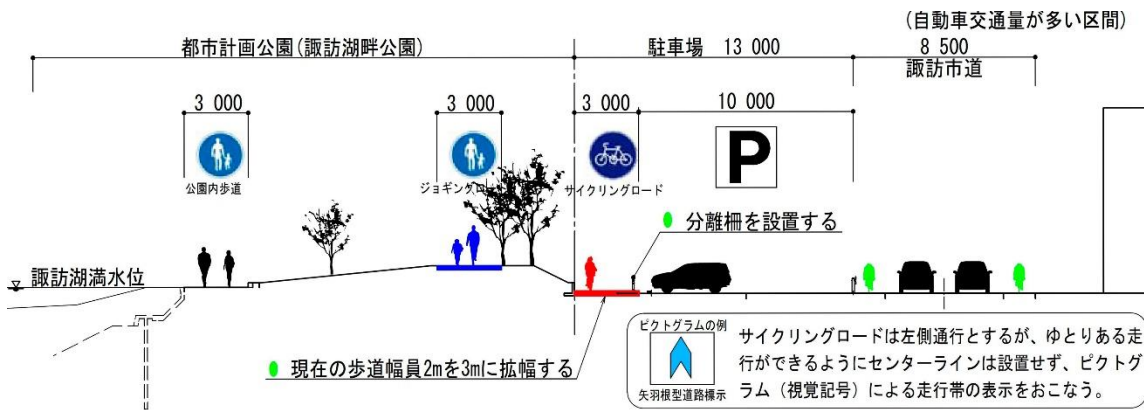 (自動車交通量が多い区間)
都市計画公園(諏訪湖畔公園)
駐車場 13 000
8 500
諏訪市道
3 000
3 000
3 000
10 000
P
公園内歩道
ジョギングロ
サイクリングロード
分離柵を設置する
諏訪湖満水位
現在の歩道幅員2mを3mに拡幅する
ピクトグラムの例
矢羽根型道路標示
サイクリングロードは左側通行とするが、ゆとりある走
行ができるようにセンターラインは設置せず、ピクトグ
ラム（視覚記号）による走行帯の表示をおこなう。